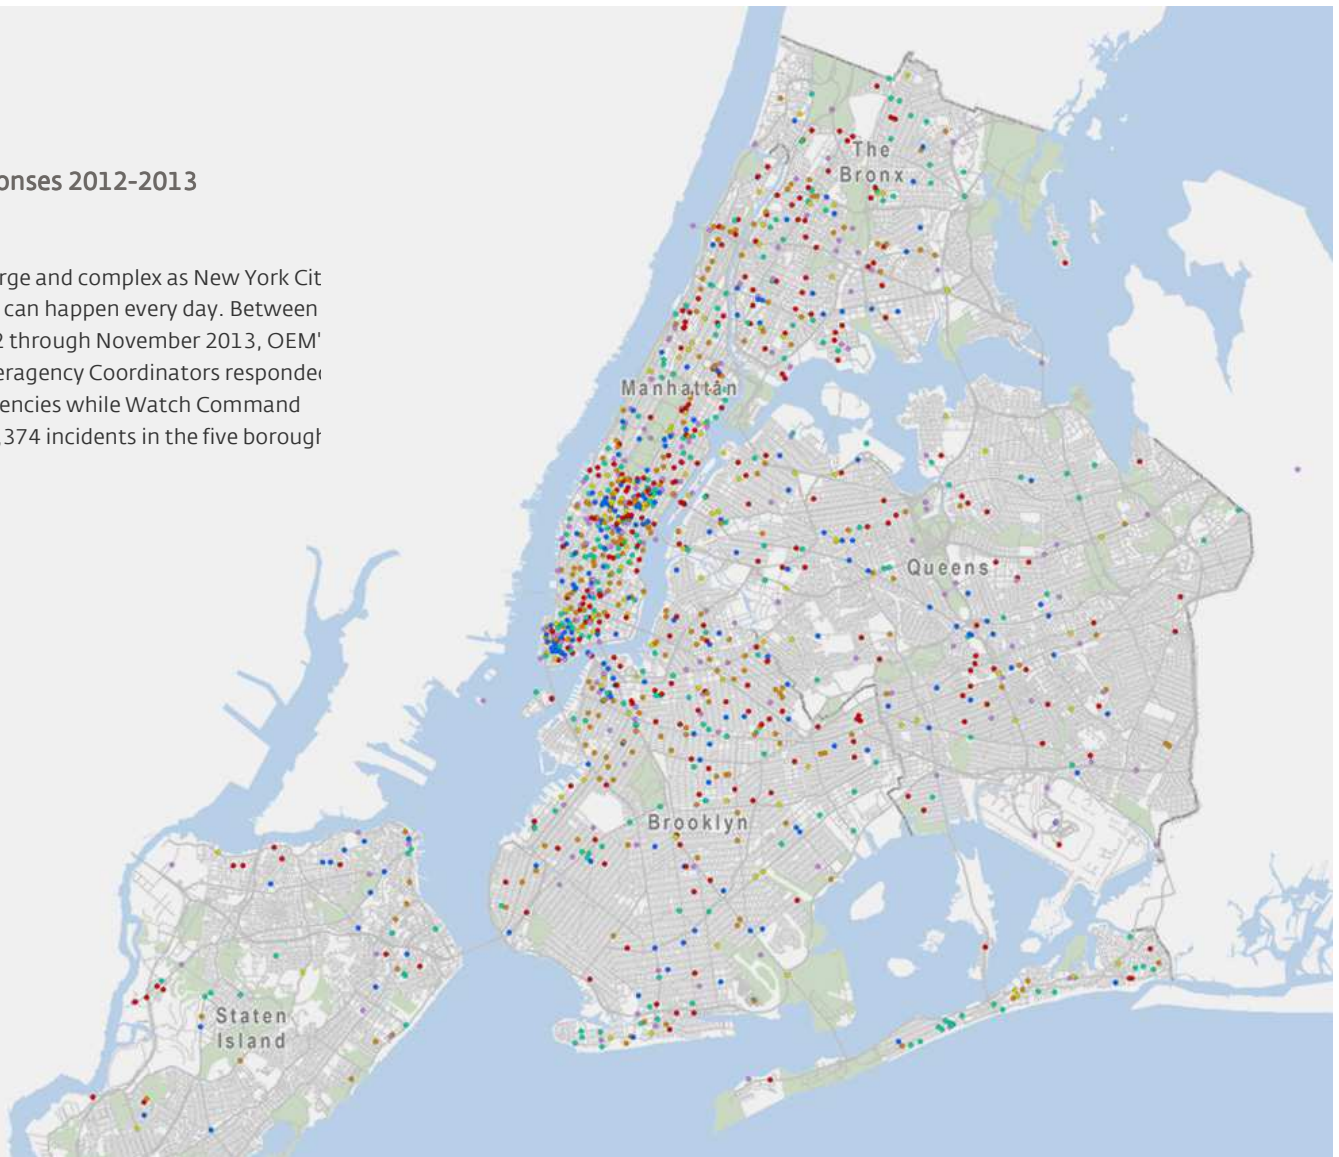 onses 2012-2013
rge and complex as New York Cit
can happen every day. Between
2 through November 2013, OEM'
eragency Coordinators responde
encies while Watch Command
,374 incidents in the five borough
The
Bronx
Manhattan
Queens
Brooklyn
Staten
Island